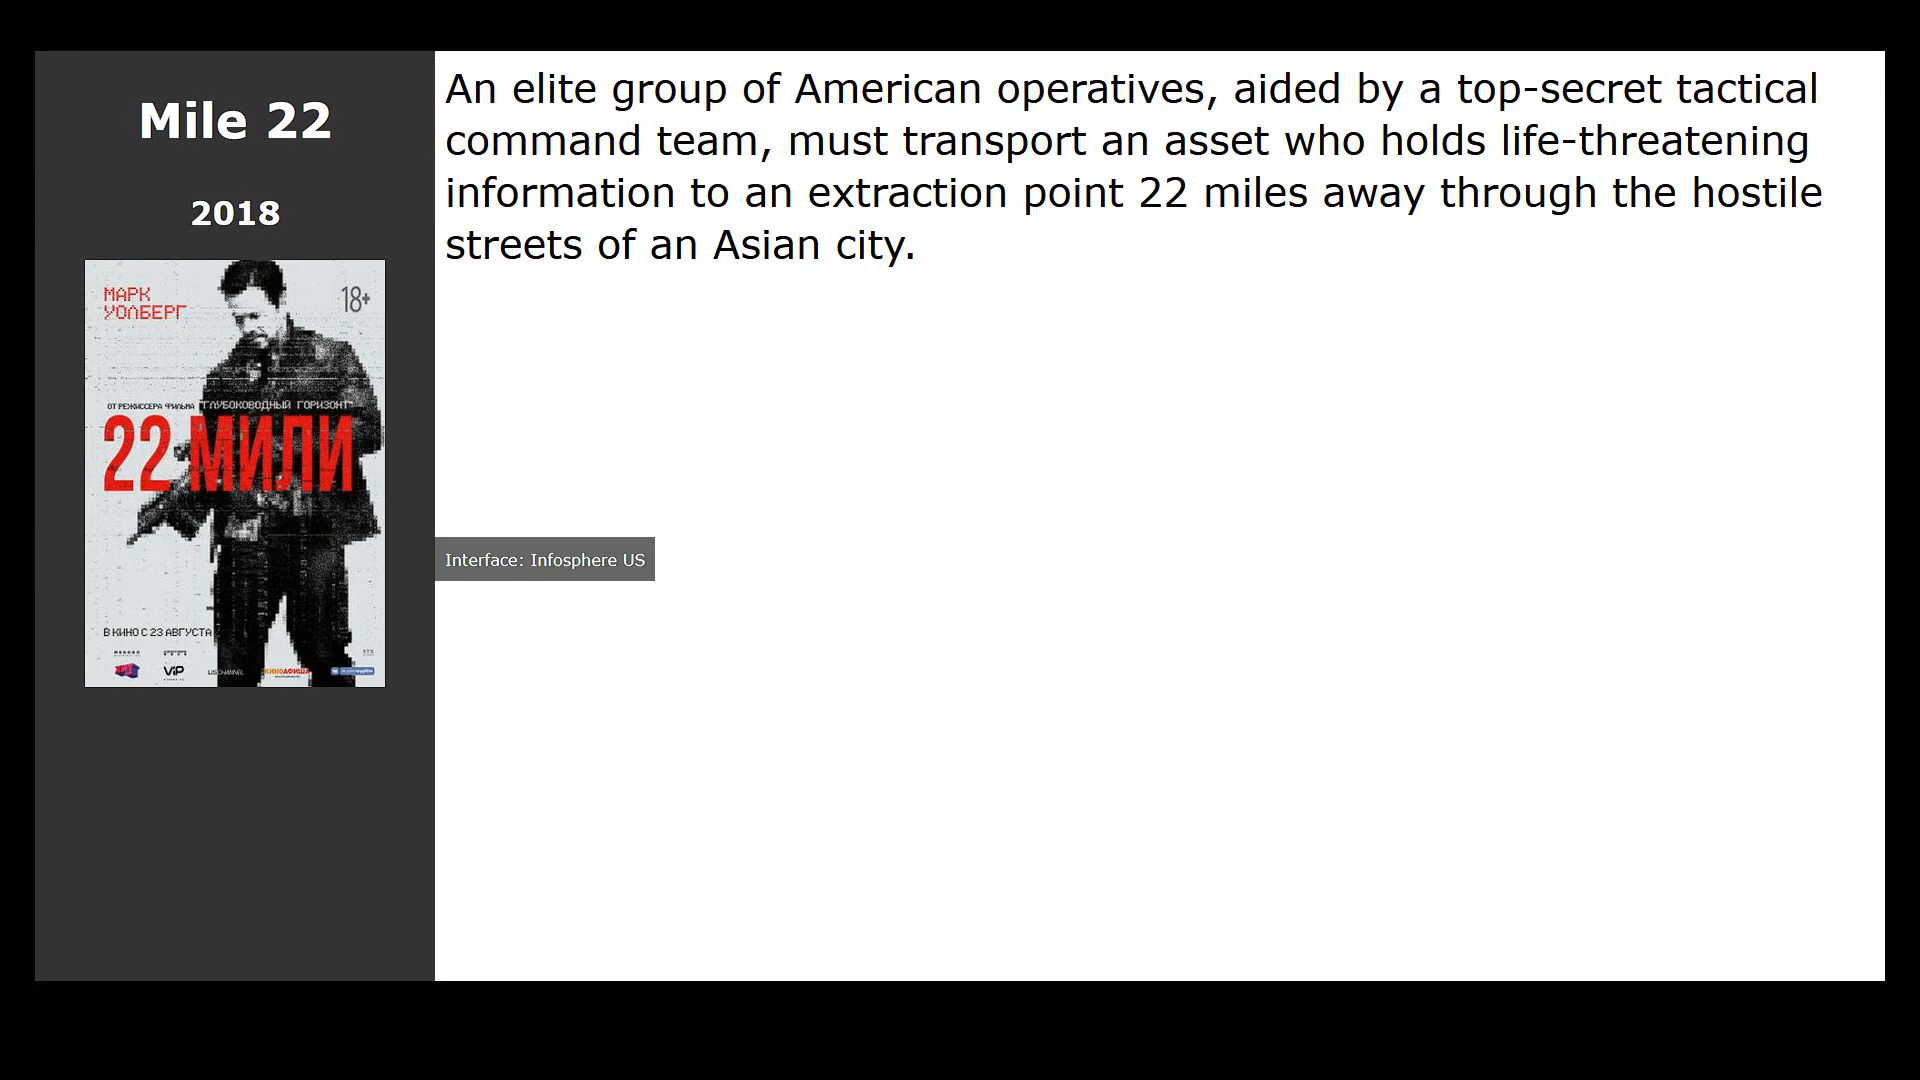 Mile 22
2018
МАРК
УОЛБЕРГ
18+
ОТ РЕЖИССЕРА ФИЛЬМА "ГЛУБОКОВОДНЫЙ ГОРИЗОНТ"
22 МИЛИ
В КИНО С 23 АВГУСТА
ViP
КИНОАФИША
An elite group of American operatives, aided by a top-secret tactical
command team, must transport an asset who holds life-threatening
information to an extraction point 22 miles away through the hostile
streets of an Asian city.
Interface: Infosphere US